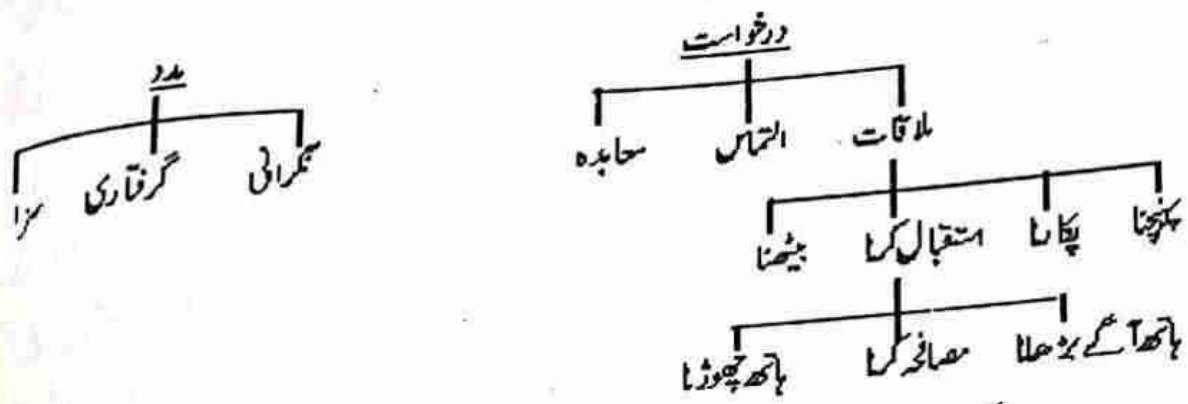 درخواست
ملاقات التماس معاہدہ
پہنچنا پکارنا استقبال کرنا بیٹھنا
ہاتھ آگے بڑھانا مصافحہ کرنا ہاتھ چھوڑنا
مدد
نگرانی گرفتاری سزا